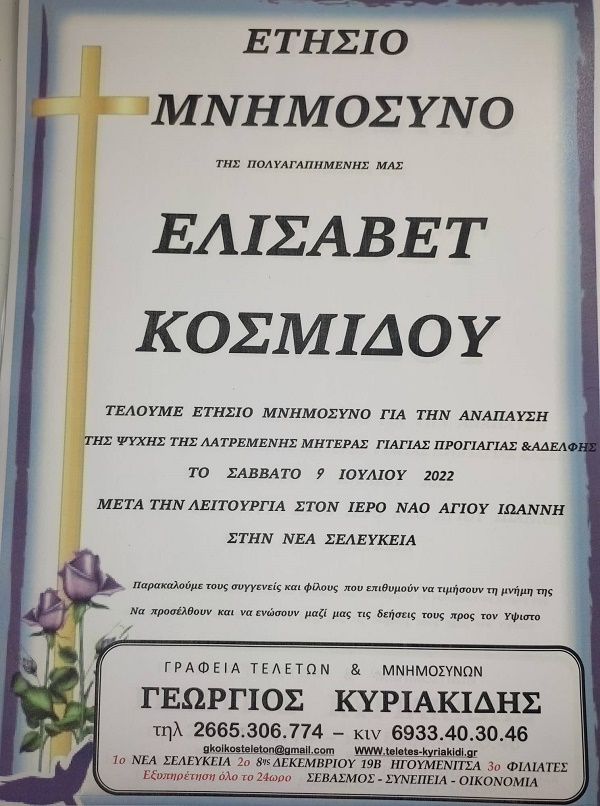 ΕΤΗΣΙΟ
ΜΝΗΜΟΣΥΝΟ
ΤΗΣ ΠΟΛΥΑΓΑΠΗΜΕΝΗΣ ΜΑΣ
ΕΛΙΣΑΒΕΤ
ΚΟΣΜΙΔΟΥ
ΤΕΛΟΥΜΕ ΕΤΗΣΙΟ ΜΝΗΜΟΣΥΝΟ ΓΙΑ ΤΗΝ ΑΝΑΠΑΥΣΗ
ΤΗΣ ΨΥΧΗΣ ΤΗΣ ΛΑΤΡΕΜΕΝΗΣ ΜΗΤΕΡΑΣ ΓΙΑΓΙΑΣ ΠΡΟΓΙΑΓΙΑΣ &ΑΔΕΛΦΗΣ
ΤΟ ΣΑΒΒΑΤΟ 9 ΙΟΥΛΙΟΥ 2022
ΜΕΤΑ ΤΗΝ ΛΕΙΤΟΥΡΓΙΑ ΣΤΟΝ ΙΕΡΟ ΝΑΟ ΑΓΙΟΥ ΙΩΑΝΝΗ
ΣΤΗΝ ΝΕΑ ΣΕΛΕΥΚΕΙΑ
Παρακαλούμε τους συγγενείς και φίλους που επιθυμούν να τιμήσουν τη μνήμη της
Να προσέλθουν και να ενώσουν μαζί μας τις δεήσεις τους προς τον Υψιστο
ΓΡΑΦΕΙΑ ΤΕΛΕΤΩΝ & ΜΝΗΜΟΣΥΝΩΝ
ΓΕΩΡΓΙΟΣ ΚΥΡΙΑΚΙΔΗΣ
τηλ 2665.306.774 – κιν 6933.40.30.46
gkoikosteleton@gmail.com WWW.teletes-kyriakidi.gr
1ο ΝΕΑ ΣΕΛΕΥΚΕΙΑ 2ο 8ης ΔΕΚΕΜΒΡΙΟΥ 19Β ΗΓΟΥΜΕΝΙΤΣΑ 3ο ΦΙΛΙΑΤΕΣ
Εξοπηρέτηση όλο το 24ωρο ΣΕΒΑΣΜΟΣ - ΣΥΝΕΠΕΙΑ - ΟΙΚΟΝΟΜΙΑ